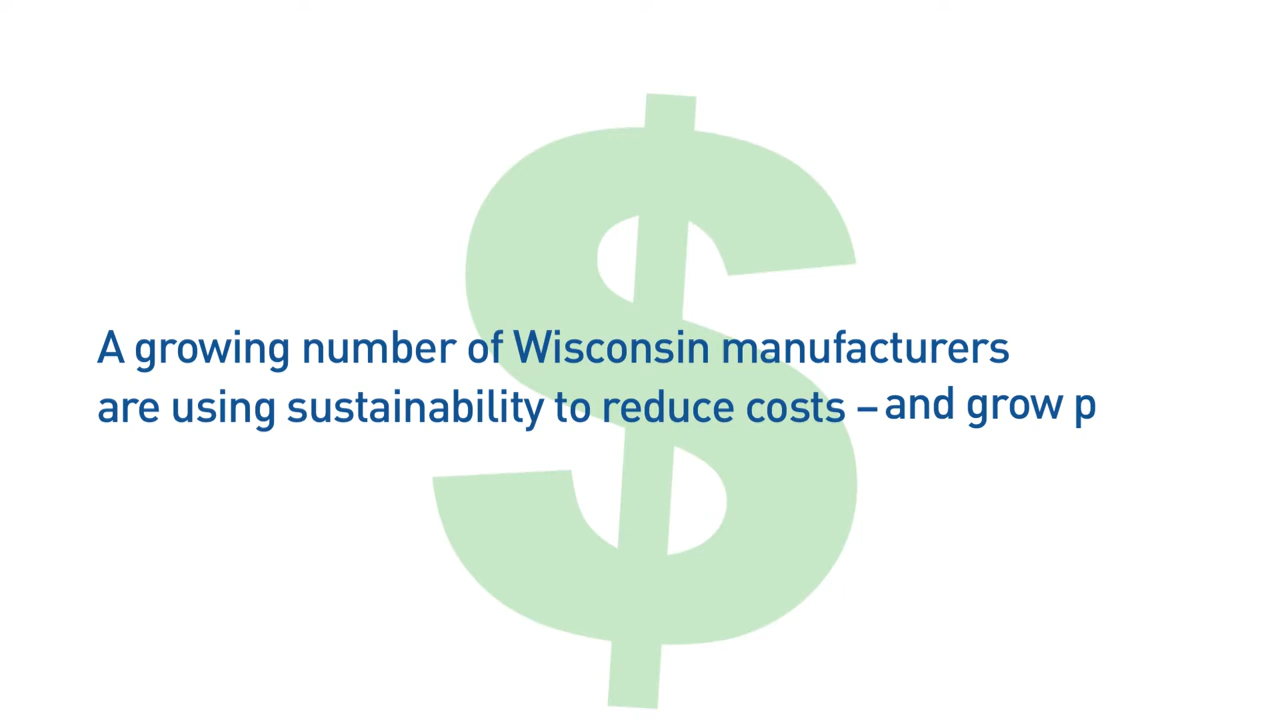 A growing number of Wisconsin manufacturers
are using sustainability to reduce costs – and grow p
$